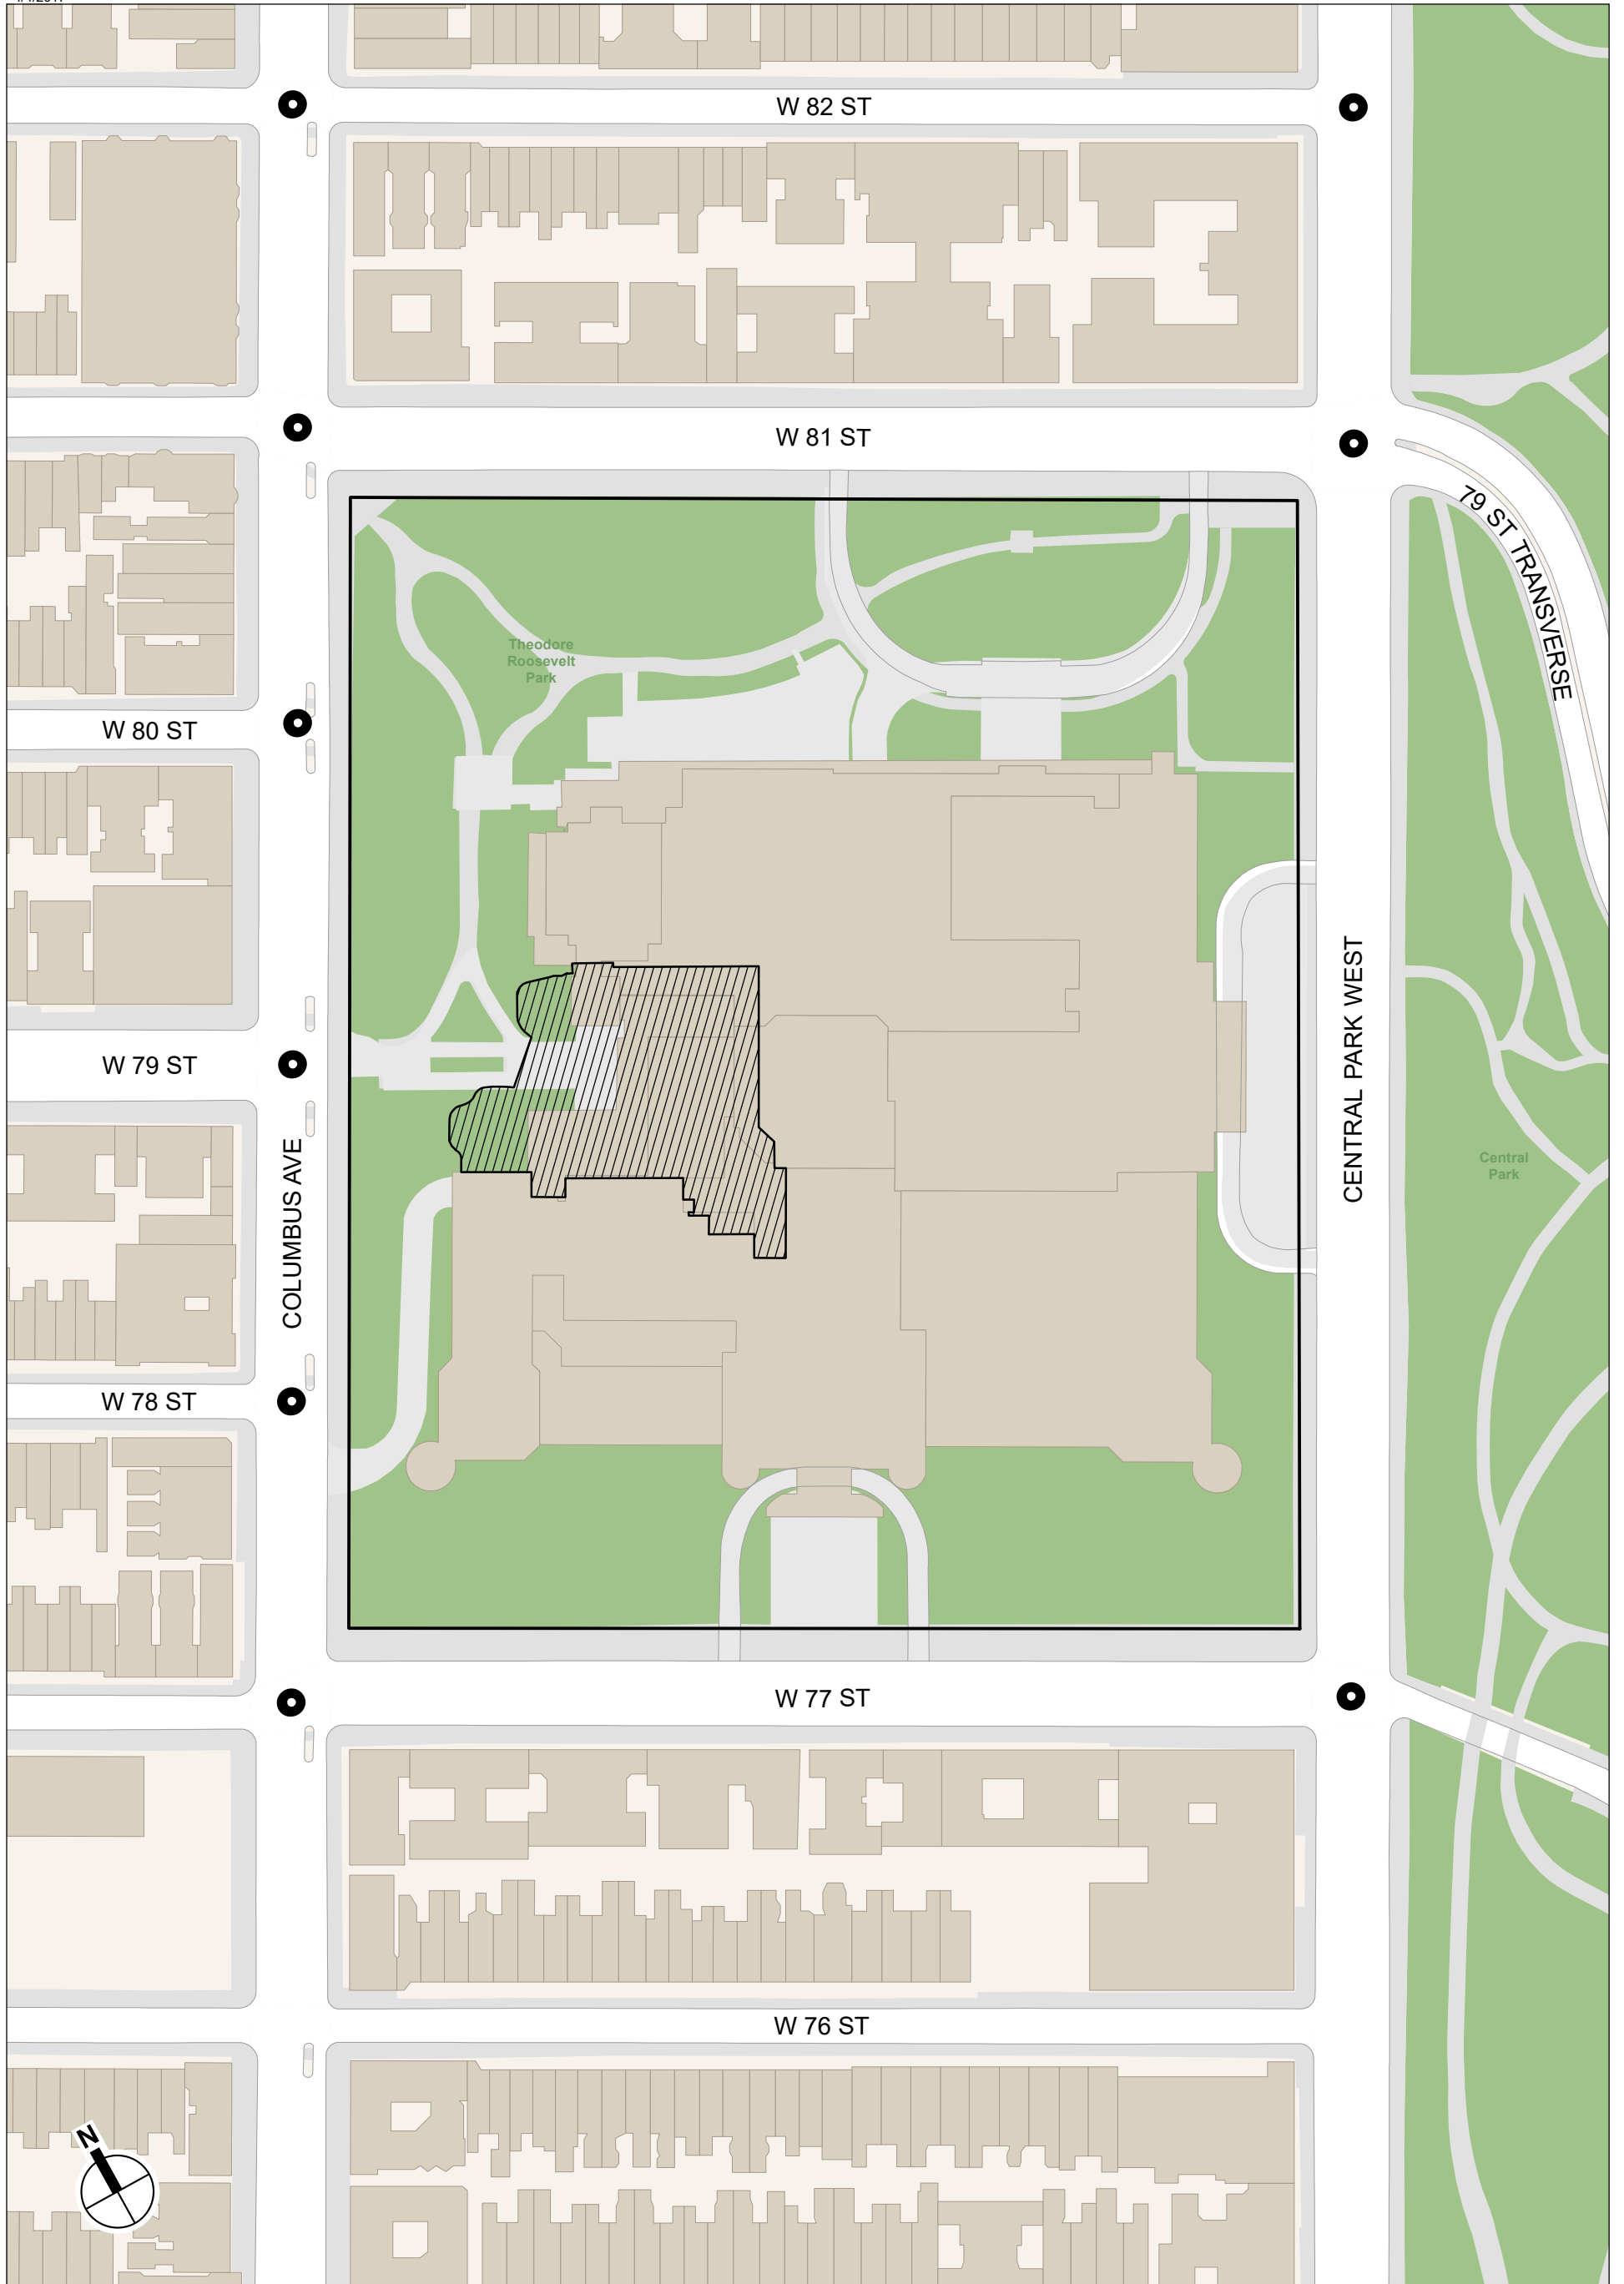 W 82 ST
W 81 ST
79 ST TRANSVERSE
Theodore
Roosevelt
Park
W 80 ST
CENTRAL PARK WEST
W 79 ST
COLUMBUS AVE
Central
Park
W 78 ST
W 77 ST
W 76 ST
N